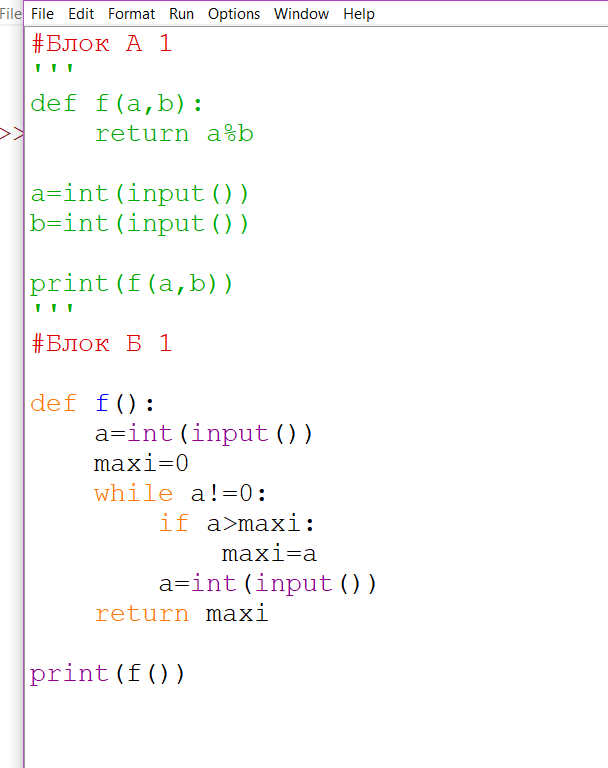 File
File Edit Format Run Options Window Help
#Блок А 1
'''
def f(a,b):
    return a%b
>>
a=int(input())
b=int(input())
print(f(a,b))
'''
#Блок Б 1
def f():
    a=int(input())
    maxi=0
    while a!=0:
        if a>maxi:
            maxi=a
        a=int(input())
    return maxi
print(f())